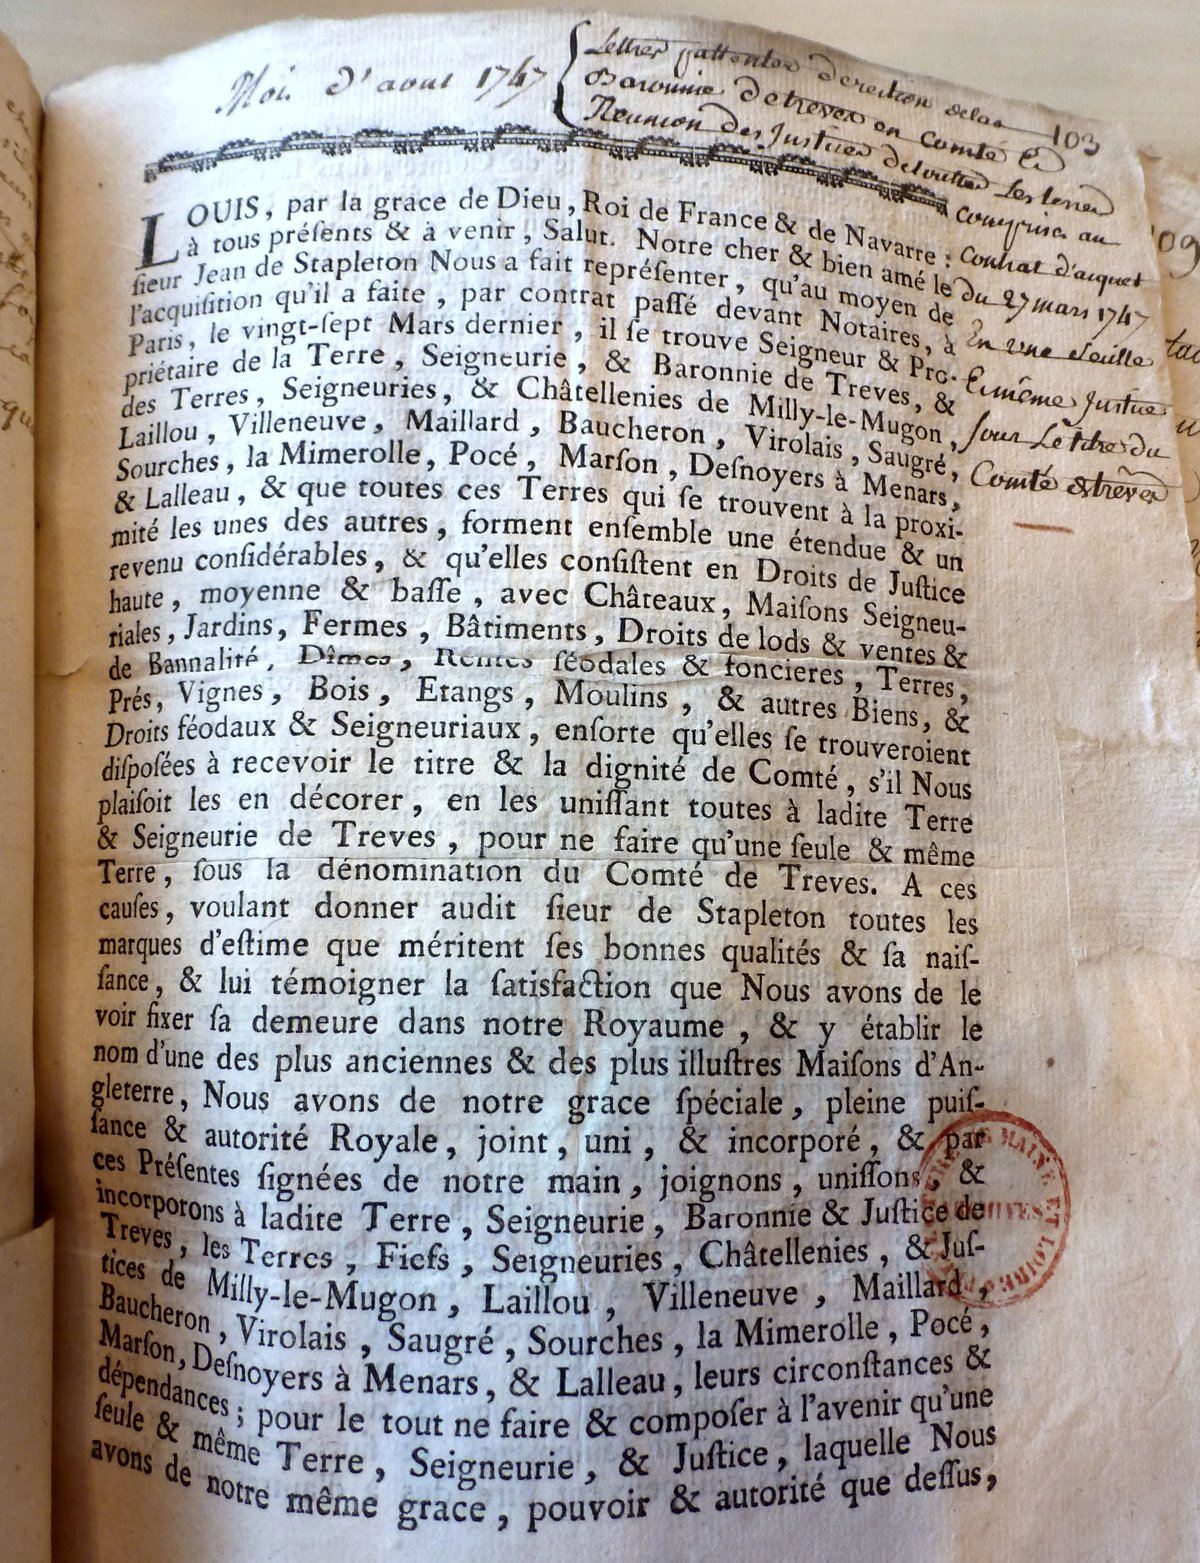 Moi d'aout 1747
Lettres pattentes d'erection de la
Baronnie de treves en Comté Et
Reunion des Justices de toutes Les terres
comprises au
contrat d'acquet
du 27 mars 1747
En une seulle
Et même Justice
sous Le titre du
Comté de treves
103
LOUIS, par la grace de Dieu, Roi de France & de Navarre :
à tous préſents & à venir, Salut. Notre cher & bien amé le
ſieur Jean de Stapleton Nous a fait repréſenter, qu'au moyen de
l'acquiſition qu'il a faite, par contrat paſſé devant Notaires, à
Paris, le vingt-ſept Mars dernier, il ſe trouve Seigneur & Pro-
priétaire de la Terre, Seigneurie, & Baronnie de Treves, &
des Terres, Seigneuries, & Châtellenies de Milly-le-Mugon,
Laillou, Villeneuve, Maillard, Baucheron, Virolais, Saugré,
Sourches, la Mimerolle, Pocé, Marſon, Deſnoyers à Menars,
& Lalleau, & que toutes ces Terres qui ſe trouvent à la proxi-
mité les unes des autres, forment enſemble une étendue & un
revenu conſidérables, & qu'elles conſiſtent en Droits de Juſtice
haute, moyenne & baſſe, avec Châteaux, Maiſons Seigneu-
riales, Jardins, Fermes, Bâtiments, Droits de lods & ventes &
de Bannalité, Dîmes, Rentes féodales & foncieres, Terres,
Prés, Vignes, Bois, Etangs, Moulins, & autres Biens, &
Droits féodaux & Seigneuriaux, enſorte qu'elles ſe trouveroient
diſpoſées à recevoir le titre & la dignité de Comté, s'il Nous
plaiſoit les en décorer, en les uniſſant toutes à ladite Terre
& Seigneurie de Treves, pour ne faire qu'une ſeule & même
Terre, ſous la dénomination du Comté de Treves. A ces
cauſes, voulant donner audit ſieur de Stapleton toutes les
marques d'eſtime que méritent ſes bonnes qualités & ſa naiſ-
ſance, & lui témoigner la ſatisfaction que Nous avons de le
voir fixer ſa demeure dans notre Royaume, & y établir le
nom d'une des plus anciennes & des plus illuſtres Maiſons d'An-
gleterre, Nous avons de notre grace ſpéciale, pleine puiſ-
ſance & autorité Royale, joint, uni, & incorporé, & par
ces Préſentes ſignées de notre main, joignons, uniſſons, &
incorporons à ladite Terre, Seigneurie, Baronnie & Juſtice de
Treves, les Terres, Fiefs, Seigneuries, Châtellenies, & Juſ-
tices de Milly-le-Mugon, Laillou, Villeneuve, Maillard,
Baucheron, Virolais, Saugré, Sourches, la Mimerolle, Pocé,
Marſon, Deſnoyers à Menars, & Lalleau, leurs circonſtances &
dépendances ; pour le tout ne faire & compoſer à l'avenir qu'une
ſeule & même Terre, Seigneurie, & Juſtice, laquelle Nous
avons de notre même grace, pouvoir & autorité que deſſus,
MAINE ET LOIRE
ARCHIVES